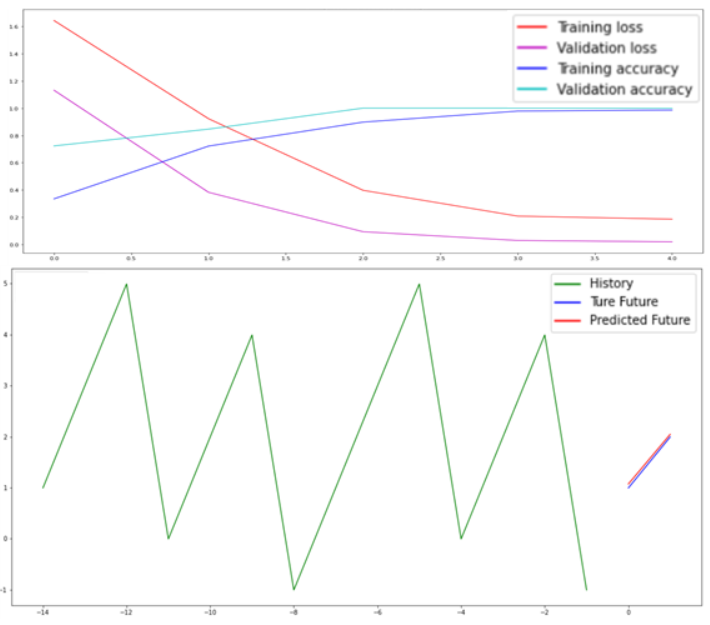 1.6
1.4
1.2
1.0
0.8
0.6
0.4
0.2
0.0
Training loss
Validation loss
Training accuracy
Validation accuracy
0.0 0.5 1.0 1.5 2.0 2.5 3.0 3.5 4.0
5
4
3
2
1
0
-1
History
Ture Future
Predicted Future
-14 -12 -10 -8 -6 -4 -2 0